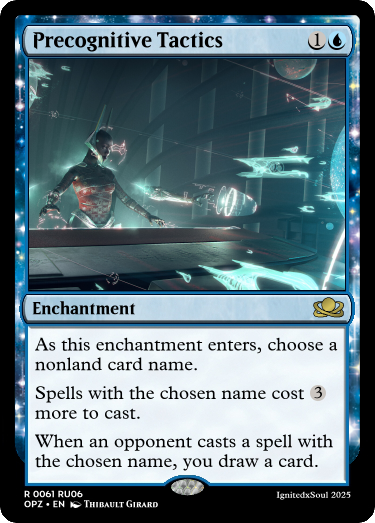 Precognitive Tactics 1
Enchantment
As this enchantment enters, choose a
nonland card name.
Spells with the chosen name cost 3
more to cast.
When an opponent casts a spell with
the chosen name, you draw a card.
R 0061 RU06
OPZ • EN Thibault Girard
IgnitedxSoul 2025